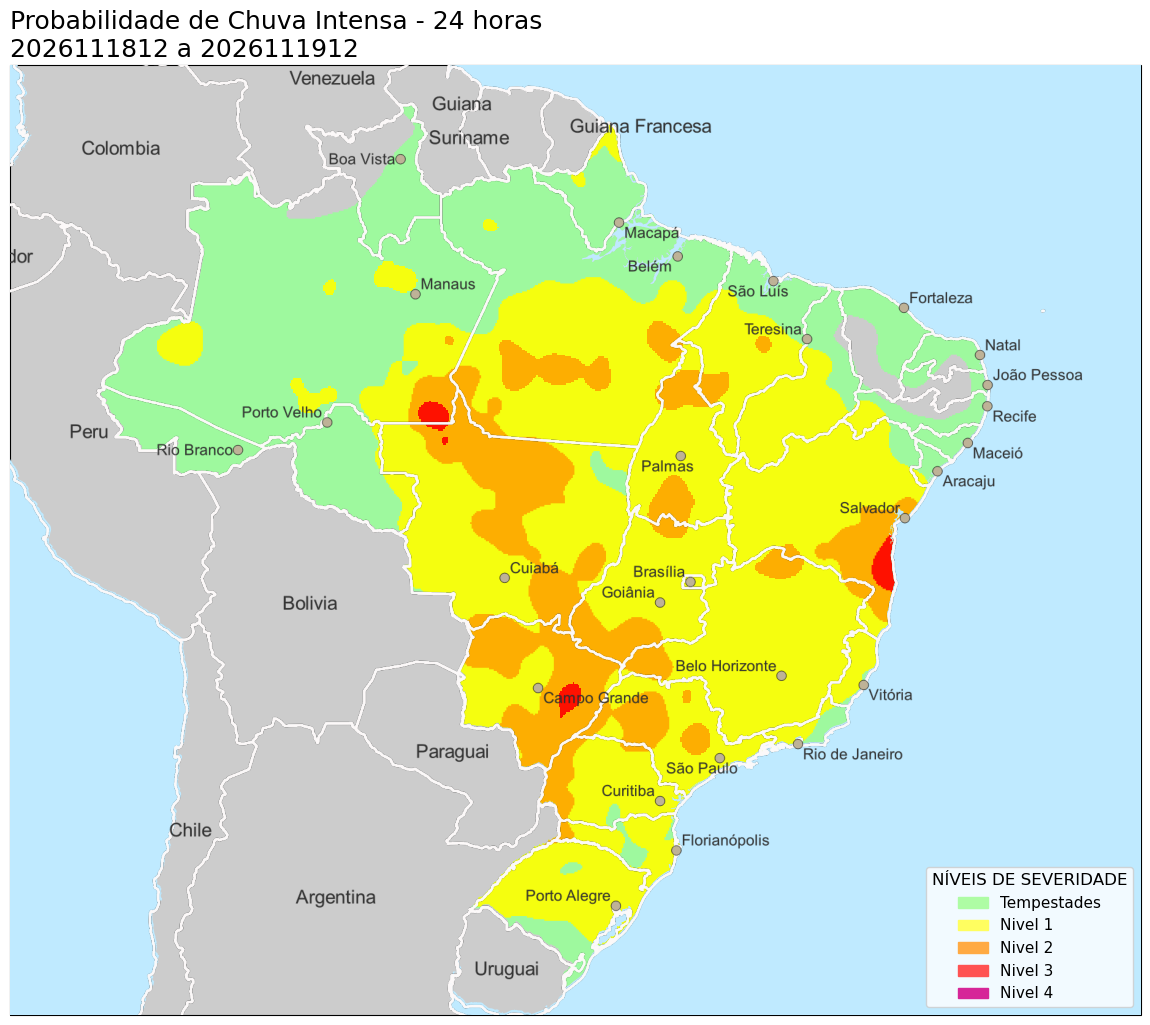 Probabilidade de Chuva Intensa - 24 horas
2026111812 a 2026111912
Venezuela
Guiana
Suriname
Guiana Francesa
Colombia
Boa Vista
Macapá
Belém
dor
Manaus
São Luís
Fortaleza
Teresina
Natal
João Pessoa
Recife
Porto Velho
Peru
Rio Branco
Maceió
Palmas
Aracaju
Salvador
Cuiabá
Brasília
Goiânia
Bolivia
Belo Horizonte
Vitória
Campo Grande
Paraguai
Rio de Janeiro
São Paulo
Curitiba
Chile
Florianópolis
Argentina
Porto Alegre
Uruguai
NÍVEIS DE SEVERIDADE
Tempestades
Nivel 1
Nivel 2
Nivel 3
Nivel 4